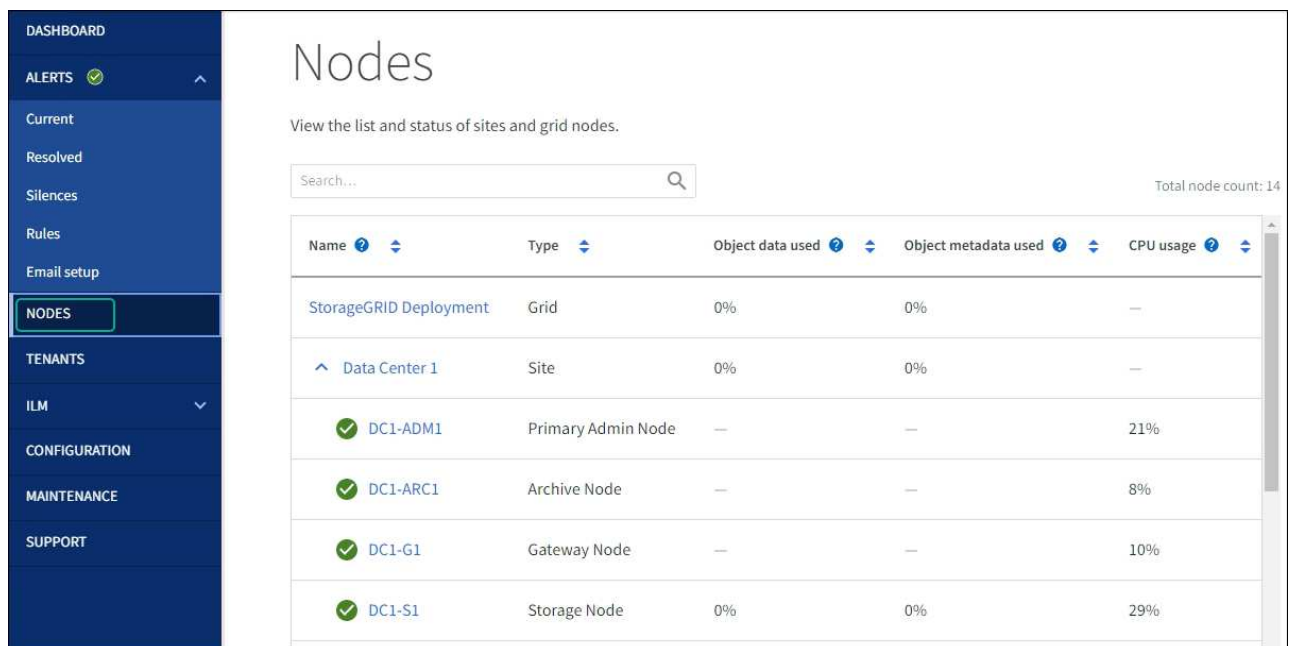 DASHBOARD
ALERTS
Current
Resolved
Silences
Rules
Email setup
NODES
TENANTS
ILM
CONFIGURATION
MAINTENANCE
SUPPORT
Nodes
View the list and status of sites and grid nodes.
Search...
Total node count: 14
Name ? Type Object data used ? Object metadata used ? CPU usage ?
StorageGRID Deployment Grid 0% 0% —
Data Center 1 Site 0% 0% —
DC1-ADM1 Primary Admin Node — — 21%
DC1-ARC1 Archive Node — — 8%
DC1-G1 Gateway Node — — 10%
DC1-S1 Storage Node 0% 0% 29%